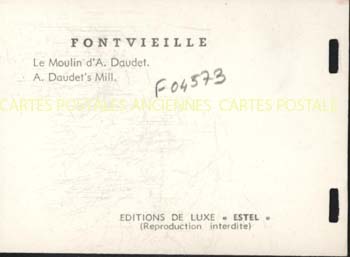 FONTVIEILLE
Le Moulin d'A. Daudet.
A. Daudet's Mill.
F04573
CARTES POSTALES ANCIENNES CARTES POSTALE
EDITIONS DE LUXE « ESTEL »
(Reproduction interdite)